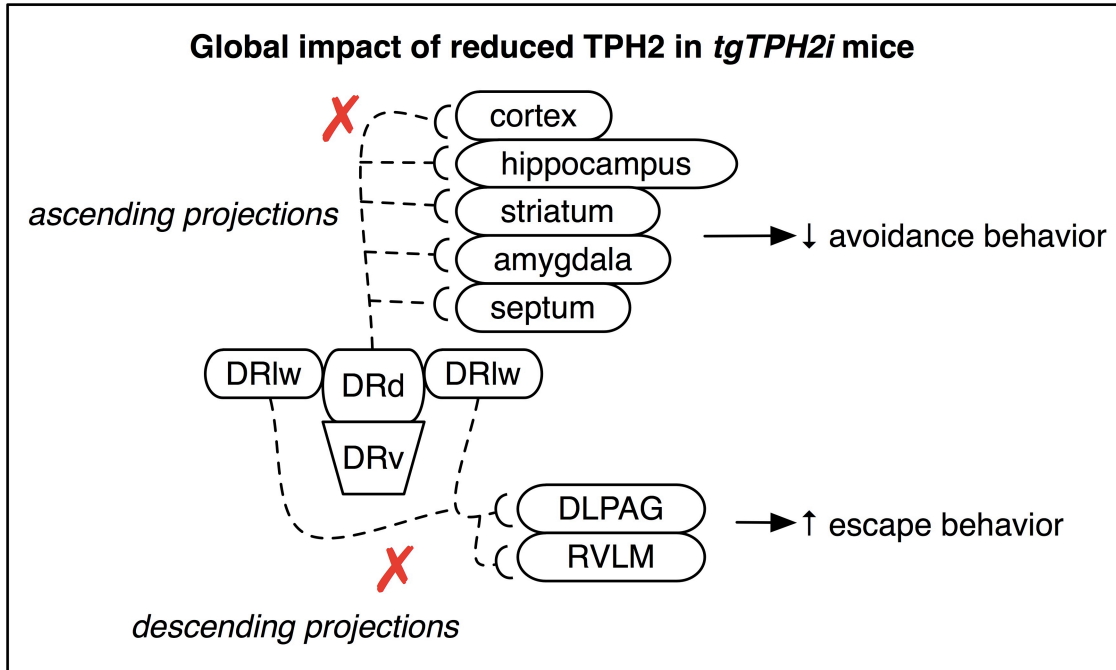 Global impact of reduced TPH2 in tgTPH2i mice
cortex
hippocampus
ascending projections
striatum
↓ avoidance behavior
amygdala
septum
DRlw
DRd
DRlw
DRv
DLPAG
↑ escape behavior
RVLM
descending projections